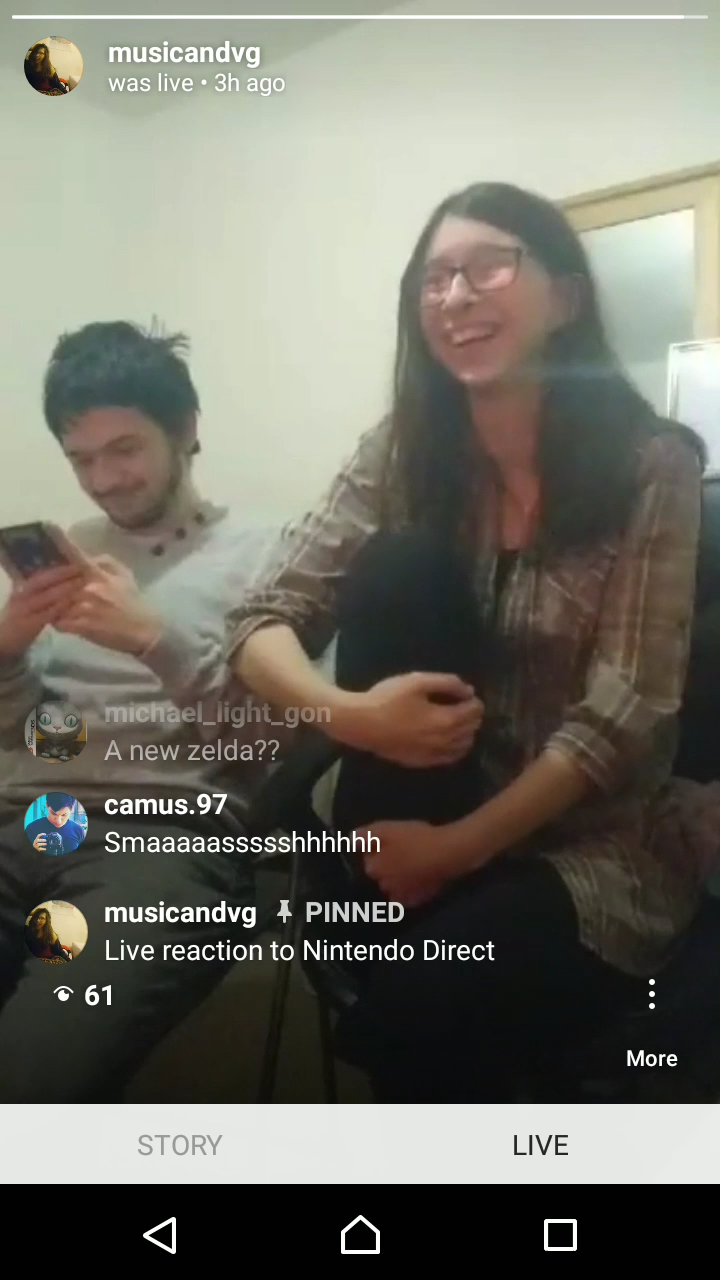 musicandvg
was live • 3h ago
michael_light_gon
A new zelda??
camus.97
Smaaaaassssshhhhhh
musicandvg PINNED
Live reaction to Nintendo Direct
61
More
STORY LIVE